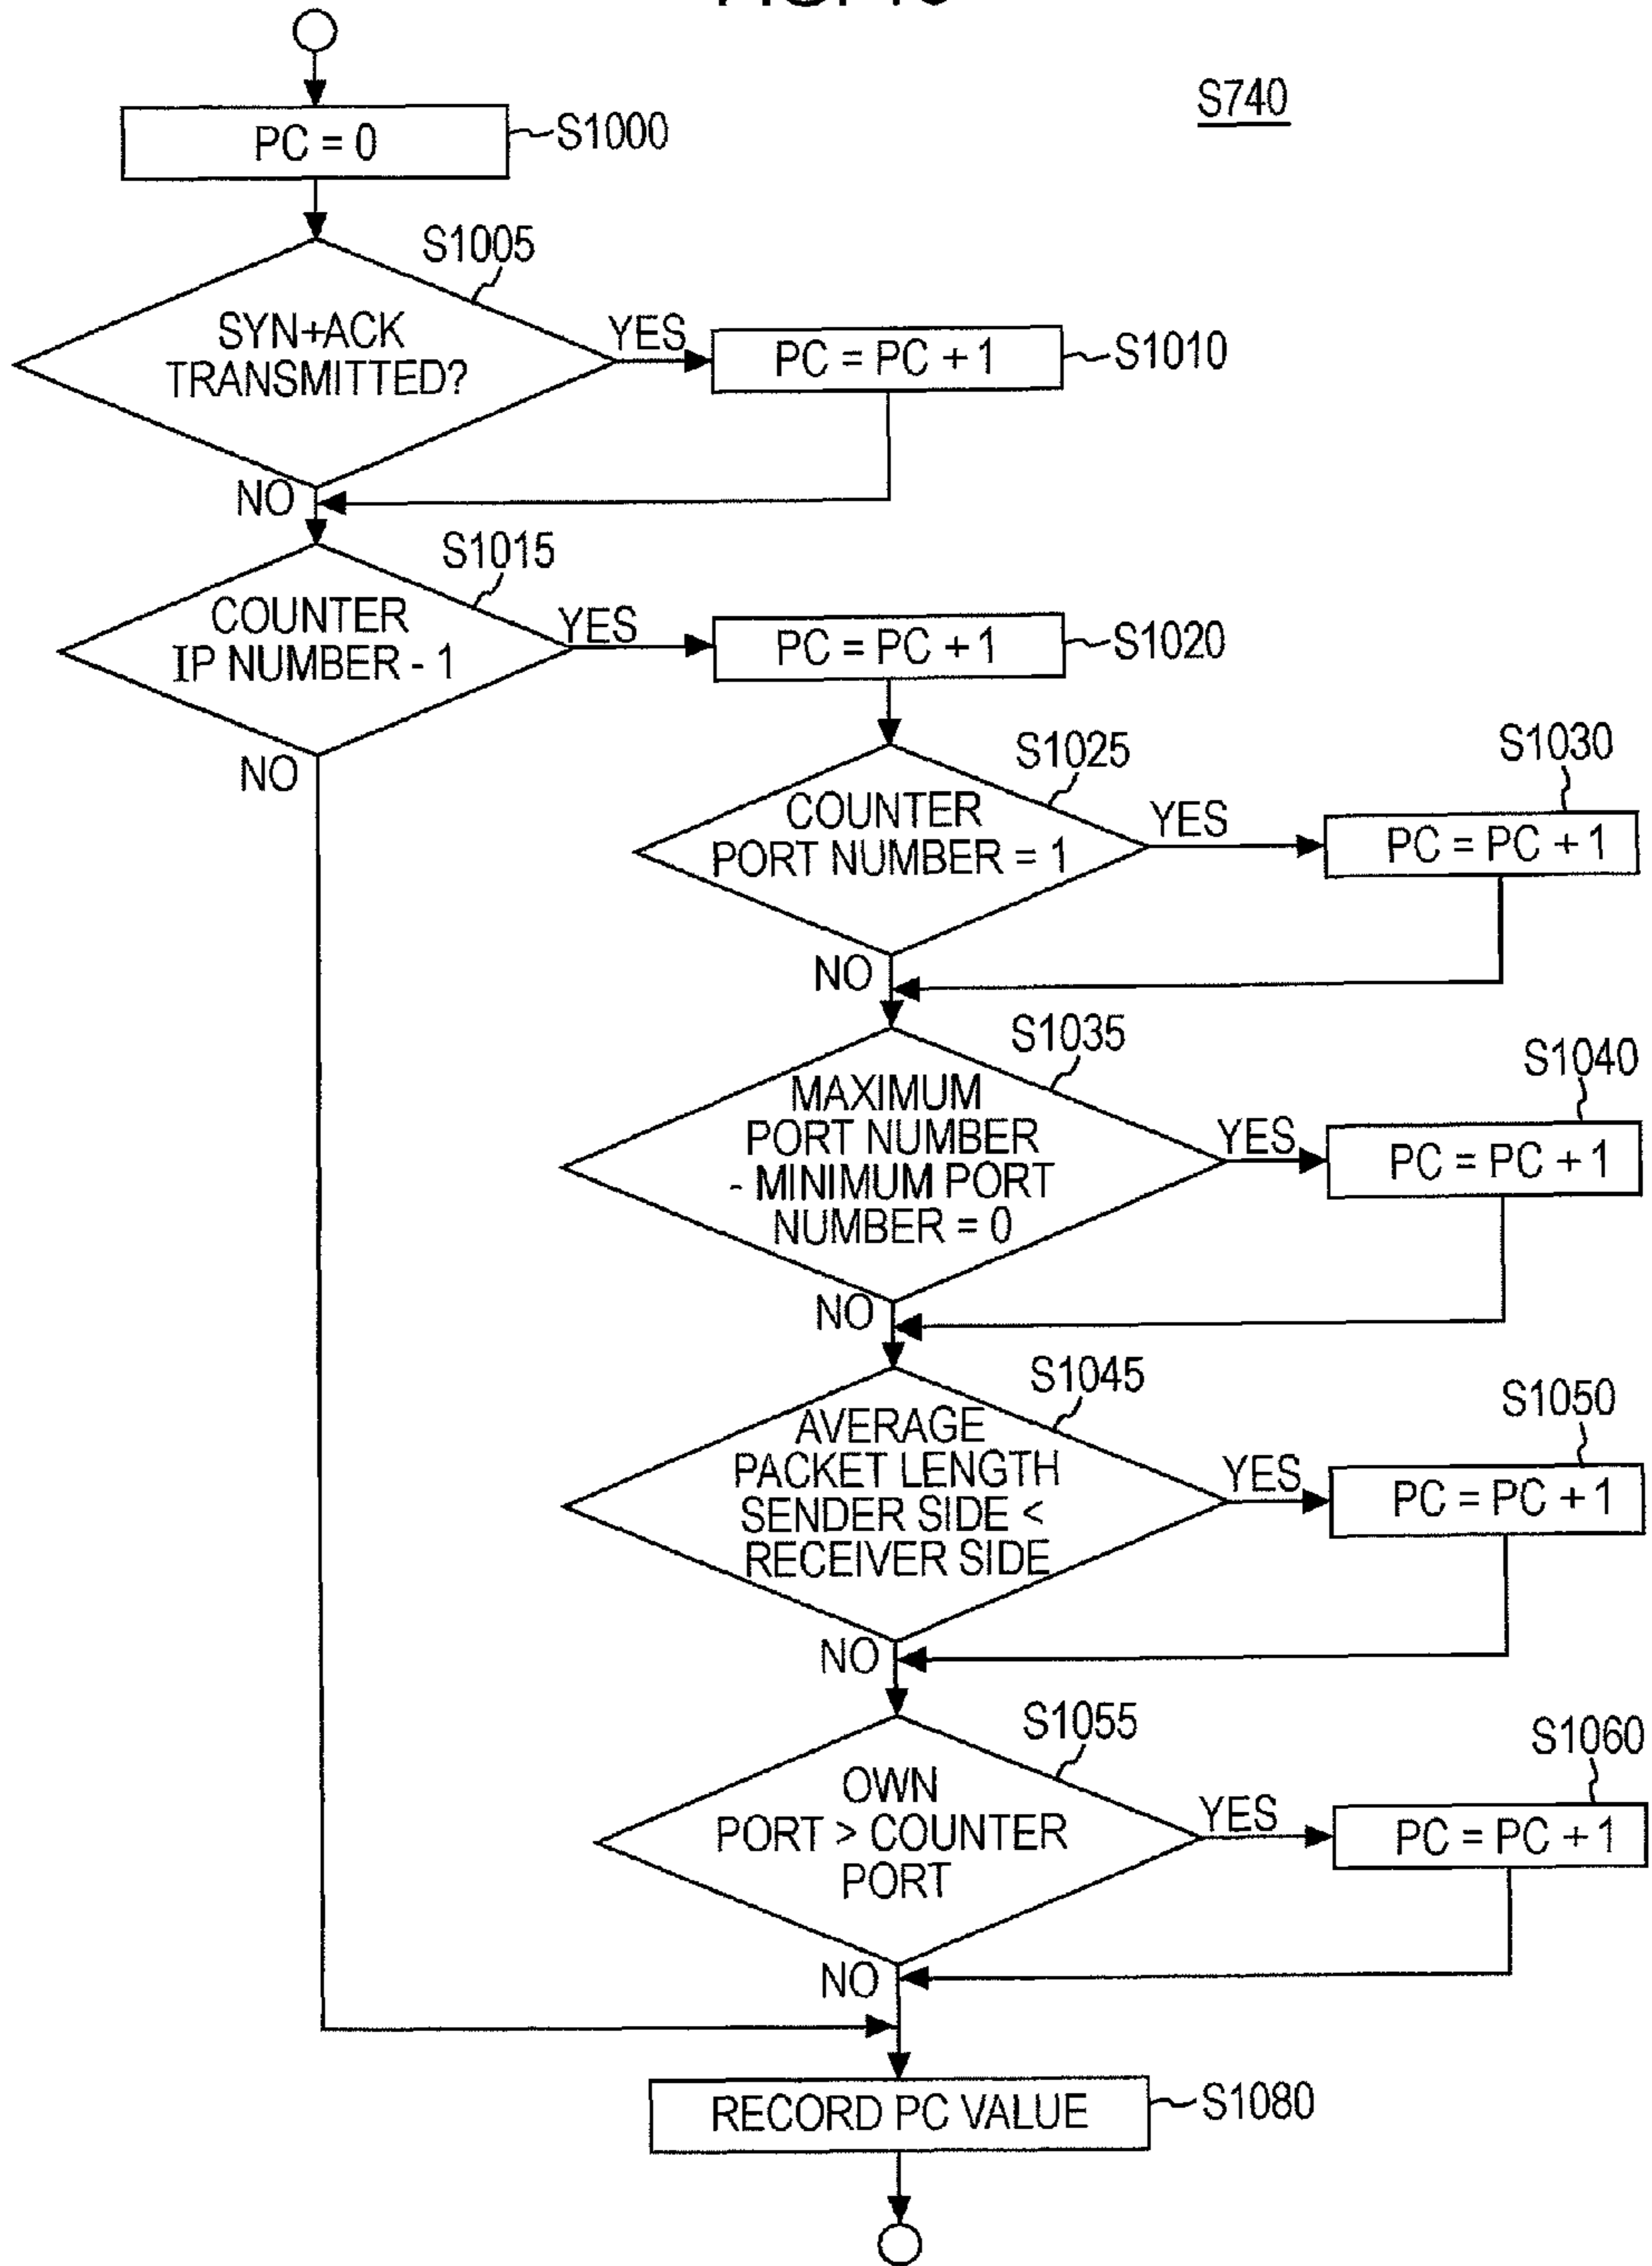 S740
PC = 0
S1000
S1005
SYN+ACK
TRANSMITTED?
YES
PC = PC + 1
S1010
NO
S1015
COUNTER
IP NUMBER - 1
YES
PC = PC + 1
S1020
NO
S1025
COUNTER
PORT NUMBER = 1
YES
S1030
PC = PC + 1
NO
S1035
MAXIMUM
PORT NUMBER
- MINIMUM PORT
NUMBER = 0
YES
S1040
PC = PC + 1
NO
S1045
AVERAGE
PACKET LENGTH
SENDER SIDE <
RECEIVER SIDE
YES
S1050
PC = PC + 1
NO
S1055
OWN
PORT > COUNTER
PORT
YES
S1060
PC = PC + 1
NO
RECORD PC VALUE
S1080